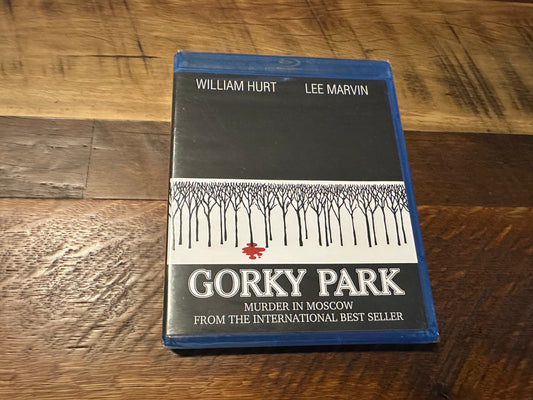 WILLIAM HURT LEE MARVIN
GORKY PARK
MURDER IN MOSCOW
FROM THE INTERNATIONAL BEST SELLER